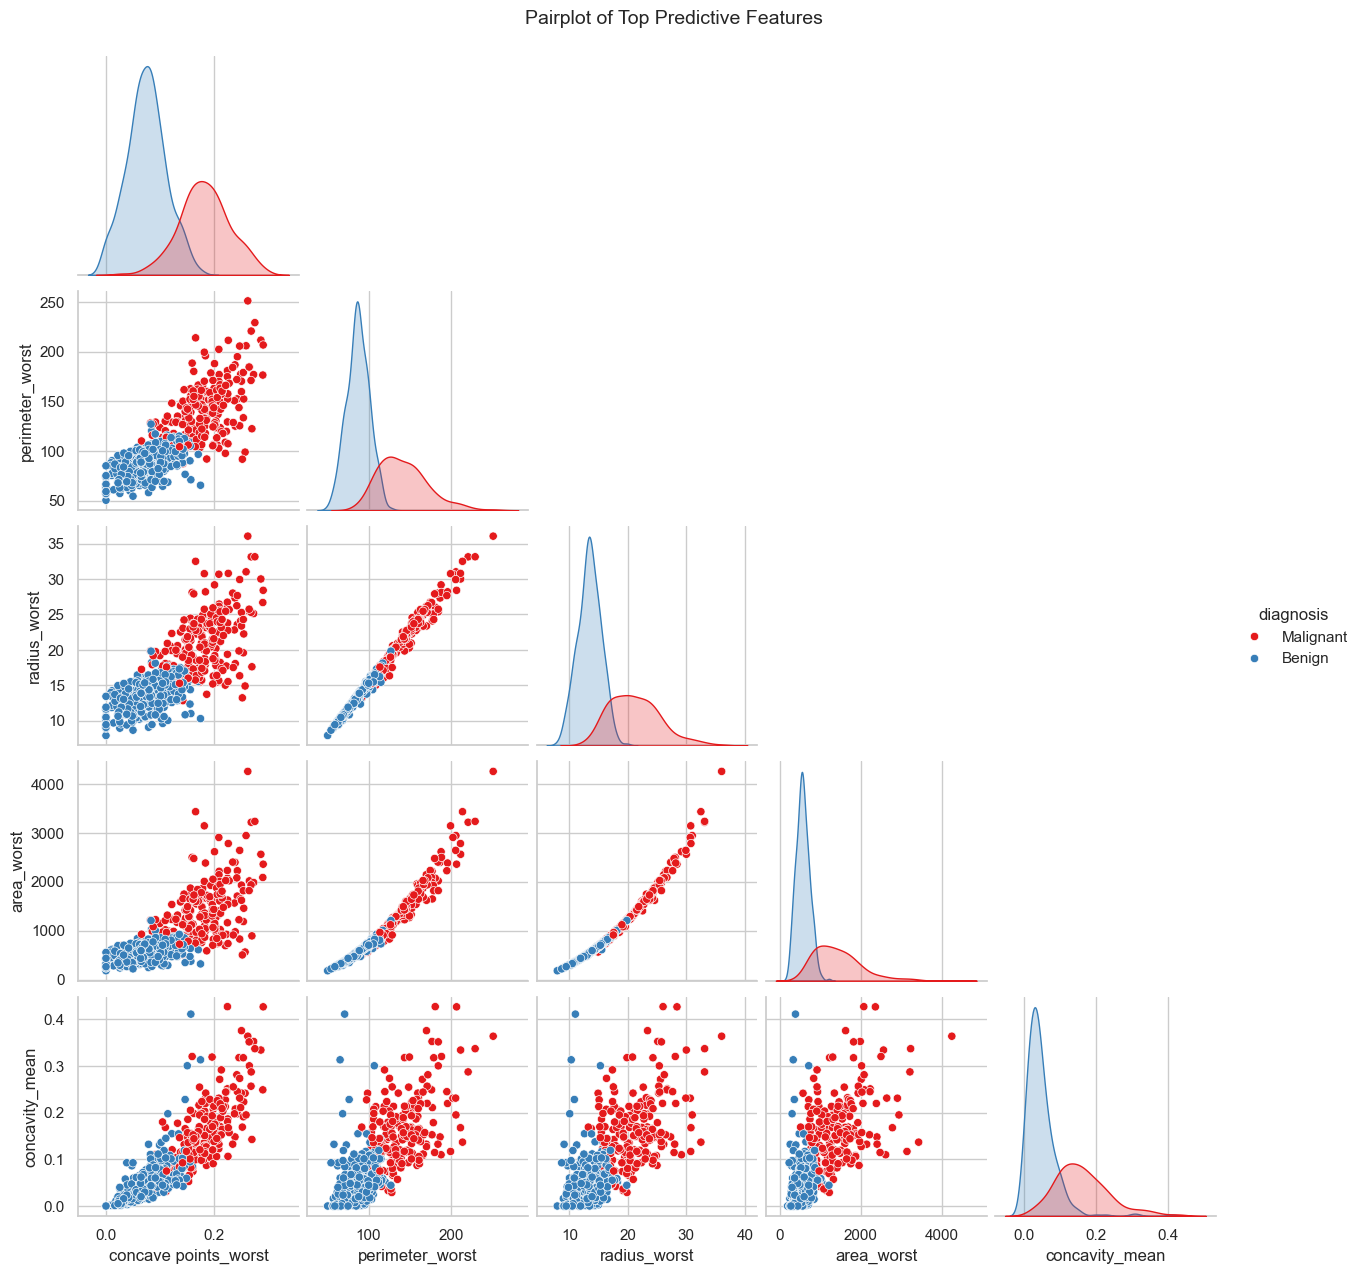 Pairplot of Top Predictive Features
perimeter_worst
250
200
150
100
50
radius_worst
35
30
25
20
15
10
diagnosis
Malignant
Benign
area_worst
4000
3000
2000
1000
0
concavity_mean
0.4
0.3
0.2
0.1
0.0
0.0 0.2
100 200
10 20 30 40
0 2000 4000
0.0 0.2 0.4
concave points_worst
perimeter_worst
radius_worst
area_worst
concavity_mean